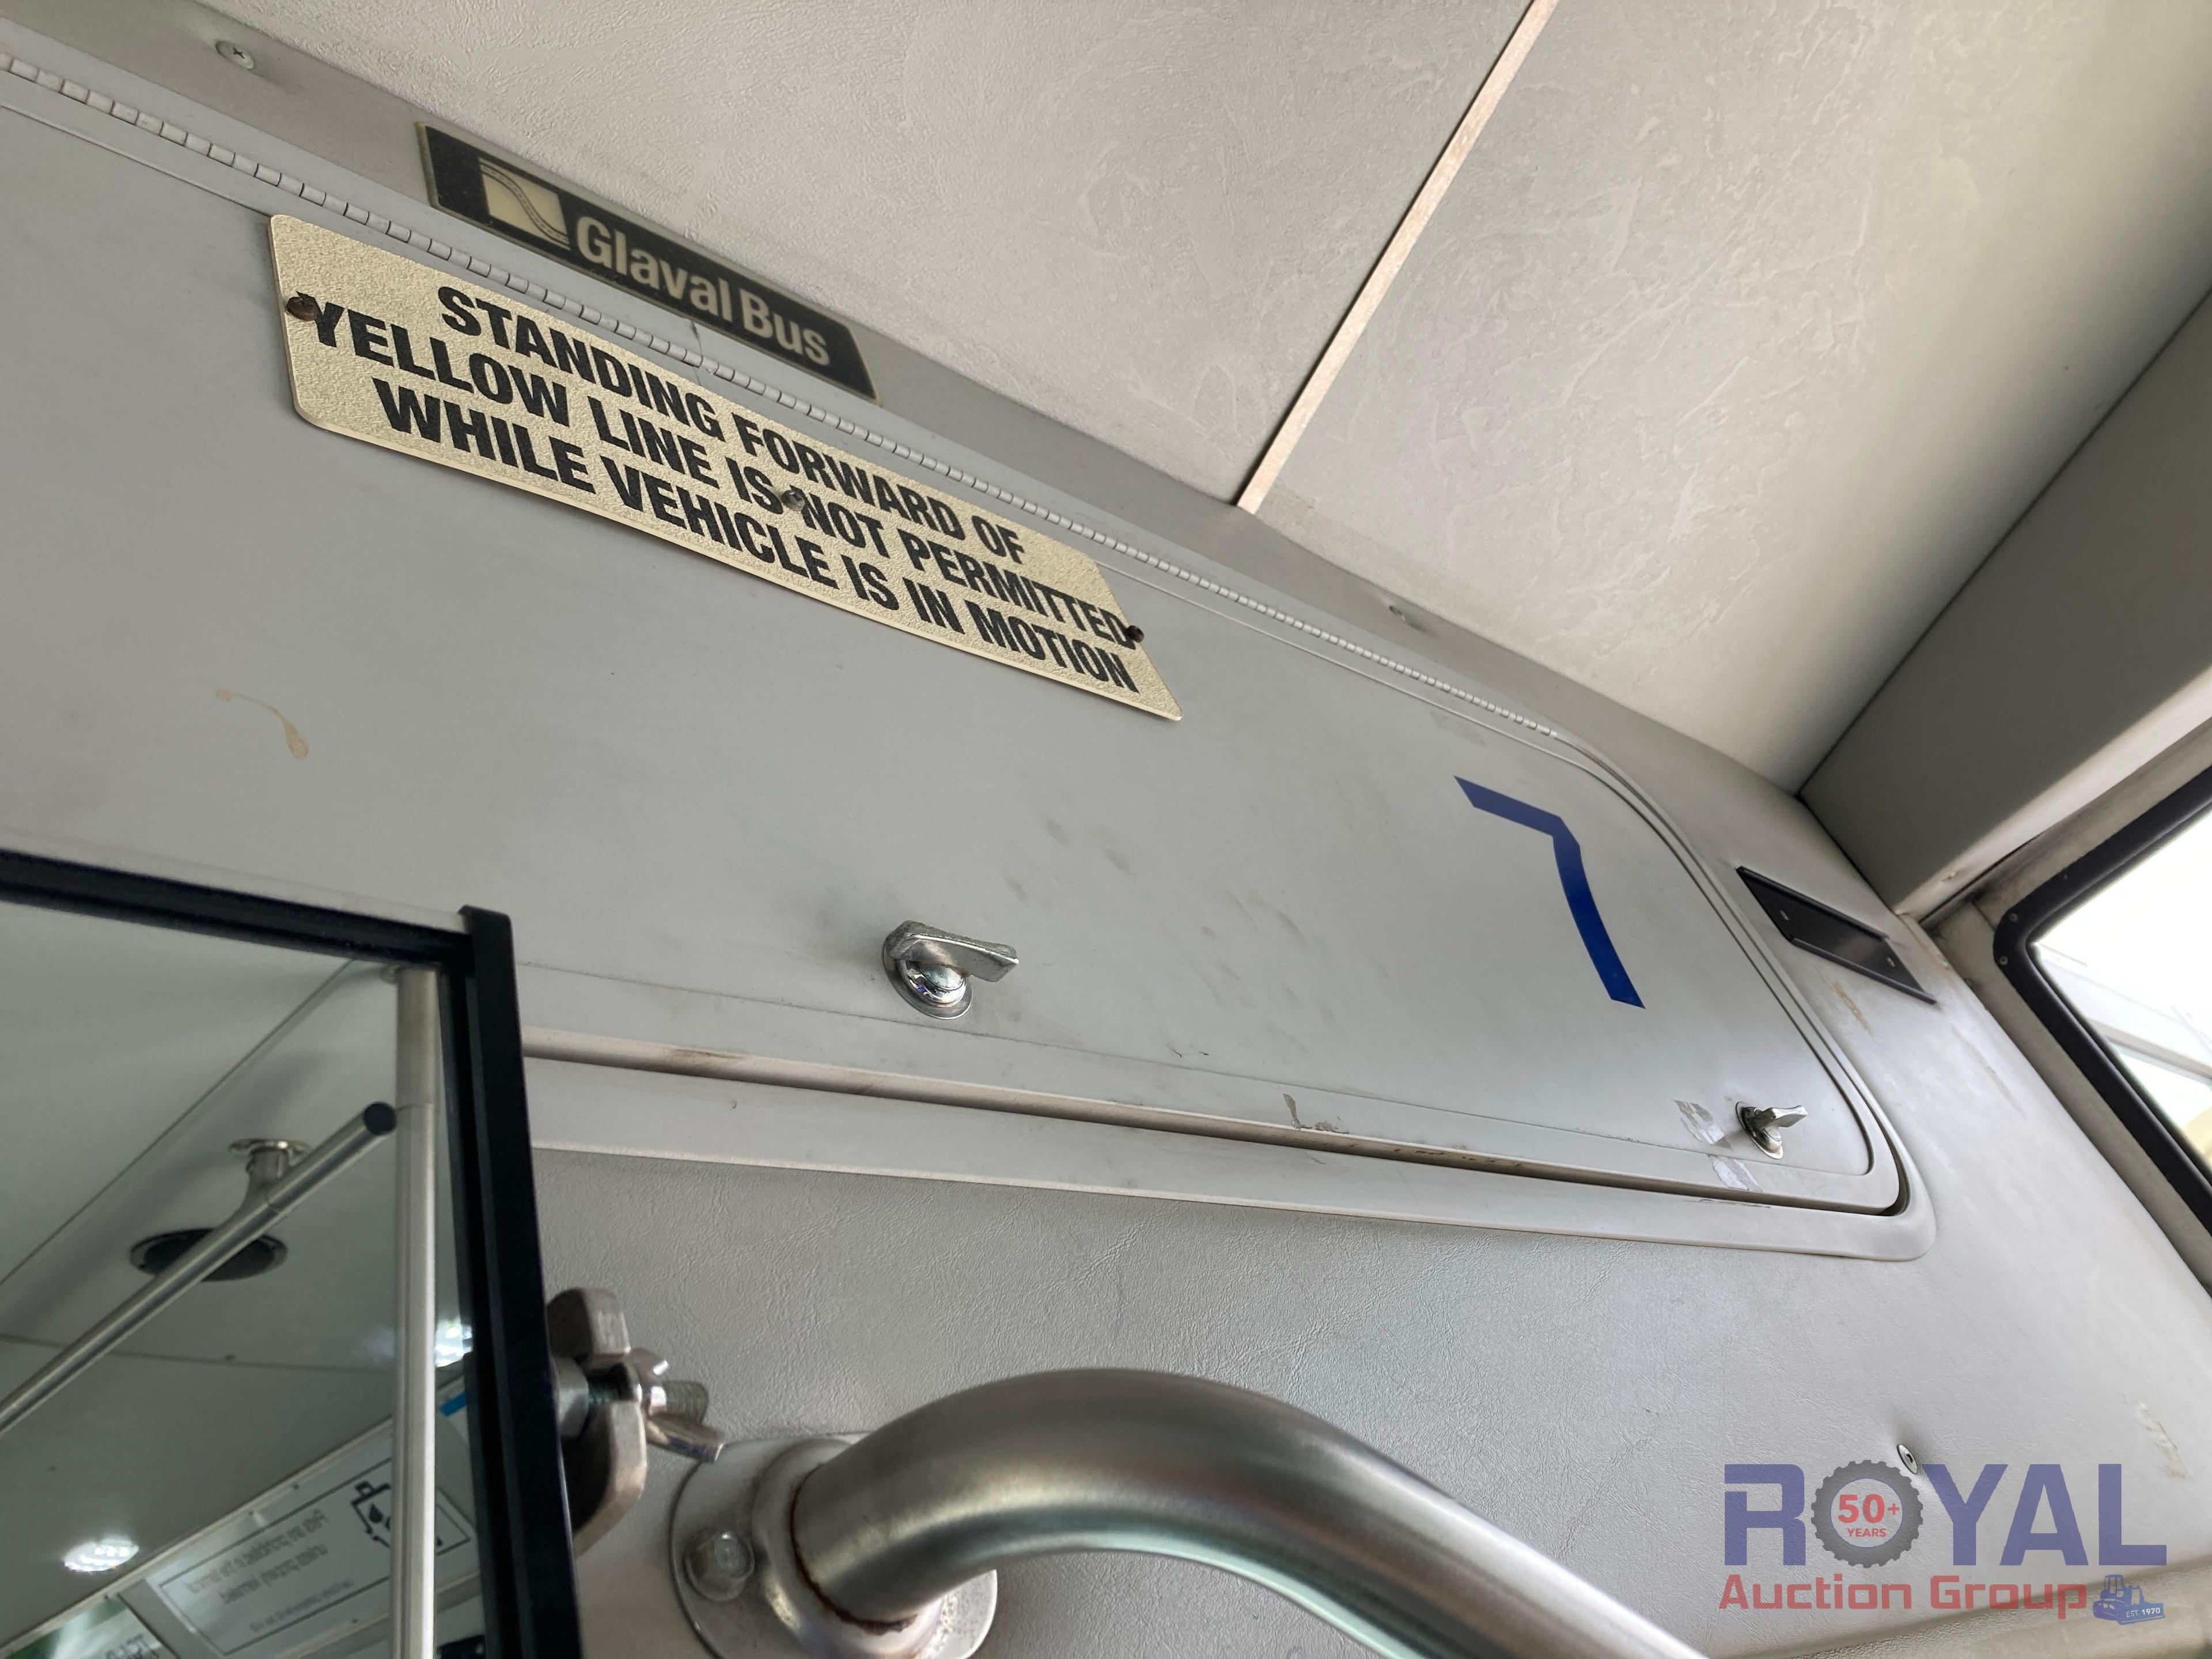 Glaval Bus
STANDING FORWARD OF
YELLOW LINE IS NOT PERMITTED
WHILE VEHICLE IS IN MOTION
7
ROYAL
50+
YEARS
Auction Group
EST. 1970